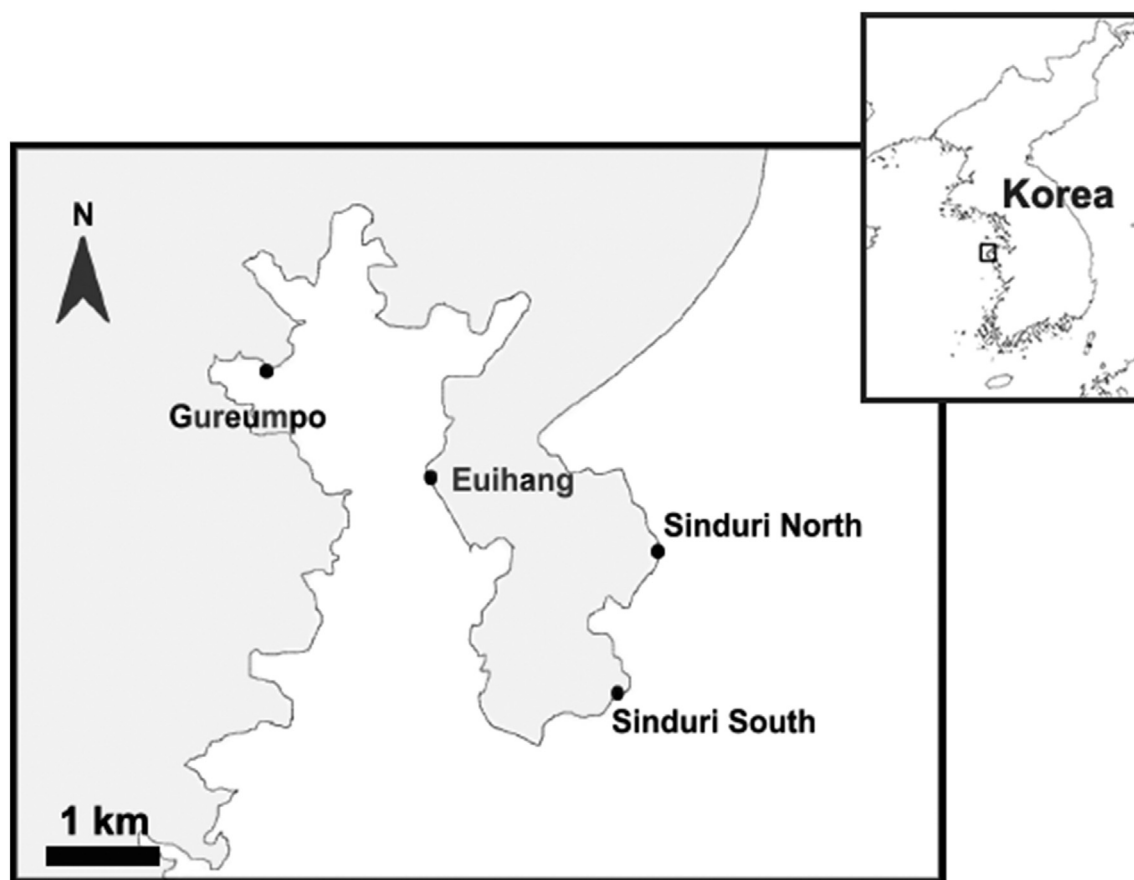 Korea
N
Gureumpo
Euihang
Sinduri North
Sinduri South
1 km